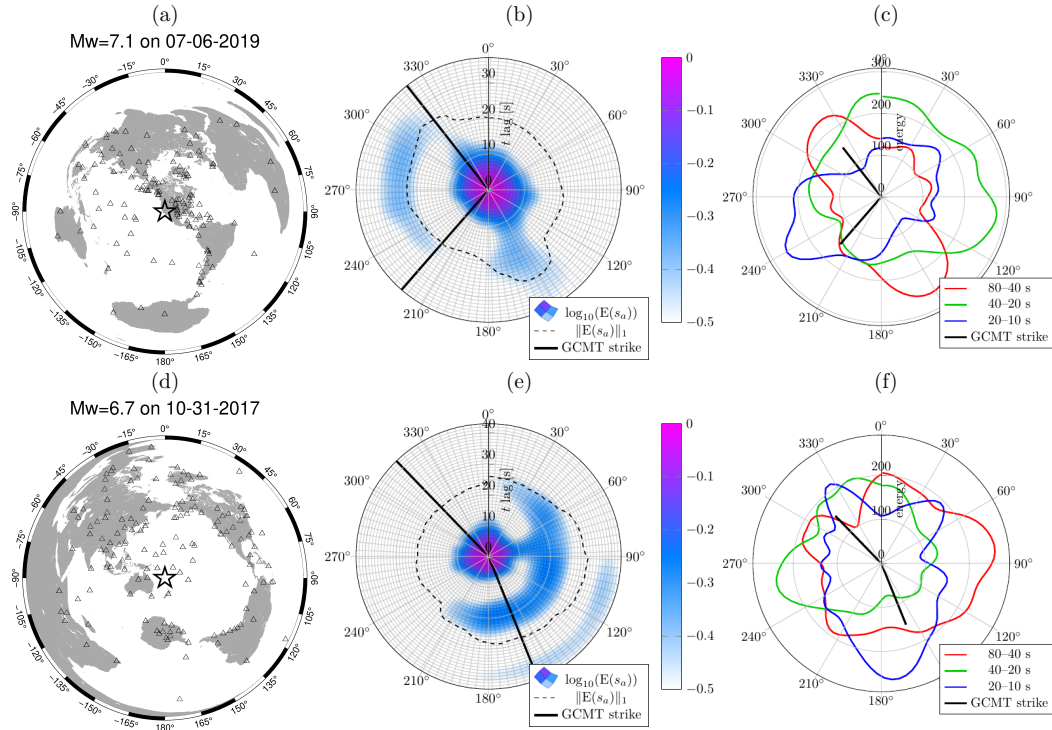 (a)
(b)
(c)
Mw=7.1 on 07-06-2019
−15° 0° 15°
−30° 30°
−45° 45°
−60° 60°
−75° 75°
−90° 90°
−105° 105°
−120° 120°
−135° 135°
−150° 150°
−165° 180° 165°
0°
330° 30°
300° 60°
270° 90°
240° 120°
210°
180°
30
20
10
0
t lag [s]
log₁₀(E(sₐ))
‖E(sₐ)‖₁
GCMT strike
0
−0.1
−0.2
−0.3
−0.4
−0.5
0°
330° 30°
300° 60°
270° 90°
240° 120°
210°
180°
300
200
100
0
energy
80–40 s
40–20 s
20–10 s
GCMT strike
(d)
(e)
(f)
Mw=6.7 on 10-31-2017
−15° 0° 15°
−30° 30°
−45° 45°
−60° 60°
−75° 75°
−90° 90°
−105° 105°
−120° 120°
−135° 135°
−150° 150°
−165° 180° 165°
0°
330° 30°
300° 60°
270° 90°
240° 120°
210°
180°
40
30
20
10
0
t lag [s]
log₁₀(E(sₐ))
‖E(sₐ)‖₁
GCMT strike
0
−0.1
−0.2
−0.3
−0.4
−0.5
0°
330° 30°
300° 60°
270° 90°
240° 120°
210°
180°
200
100
0
energy
80–40 s
40–20 s
20–10 s
GCMT strike